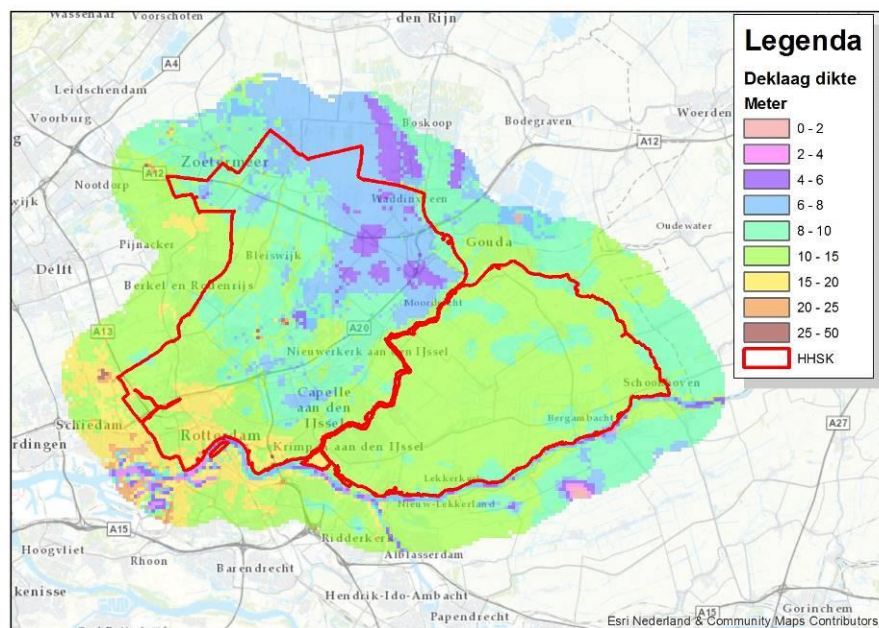 Wassenaar
Voorschoten
den Rijn
A4
Leidschendam
Voorburg
Boskoop
Bodegraven
Woerden
A12
Zoetermeer
A12
Nootdorp
wijk
Waddinxveen
Oudewater
Gouda
Pijnacker
Bleiswijk
Delft
Berkel en Rodenrijs
Moordrecht
A20
A13
Nieuwerkerk aan den IJssel
Capelle
aan den
IJssel
Schoonhoven
Schiedam
Bergambacht
A27
Rotterdam
Krimpen aan den IJssel
rdingen
Lekkerkerk
Nieuw-Lekkerland
A15
Ridderkerk
Alblasserdam
Hoogvliet
Rhoon
Barendrecht
kenisse
Hendrik-Ido-Ambacht
Papendrecht
A15
Gorinchem
Esri Nederland & Community Maps Contributors
Legenda
Deklaag dikte
Meter
0 - 2
2 - 4
4 - 6
6 - 8
8 - 10
10 - 15
15 - 20
20 - 25
25 - 50
HHSK